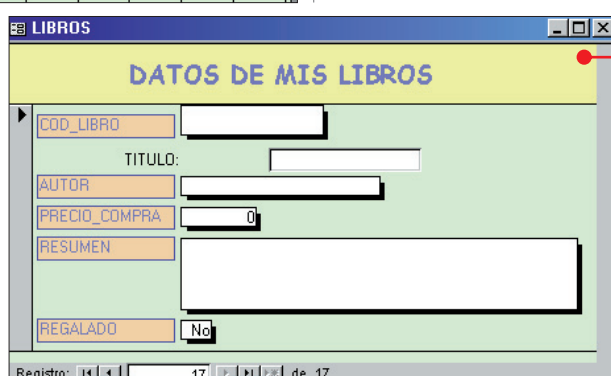 LIBROS
DATOS DE MIS LIBROS
COD_LIBRO
TITULO:
AUTOR
PRECIO_COMPRA 0
RESUMEN
REGALADO No
Registro: 17 de 17